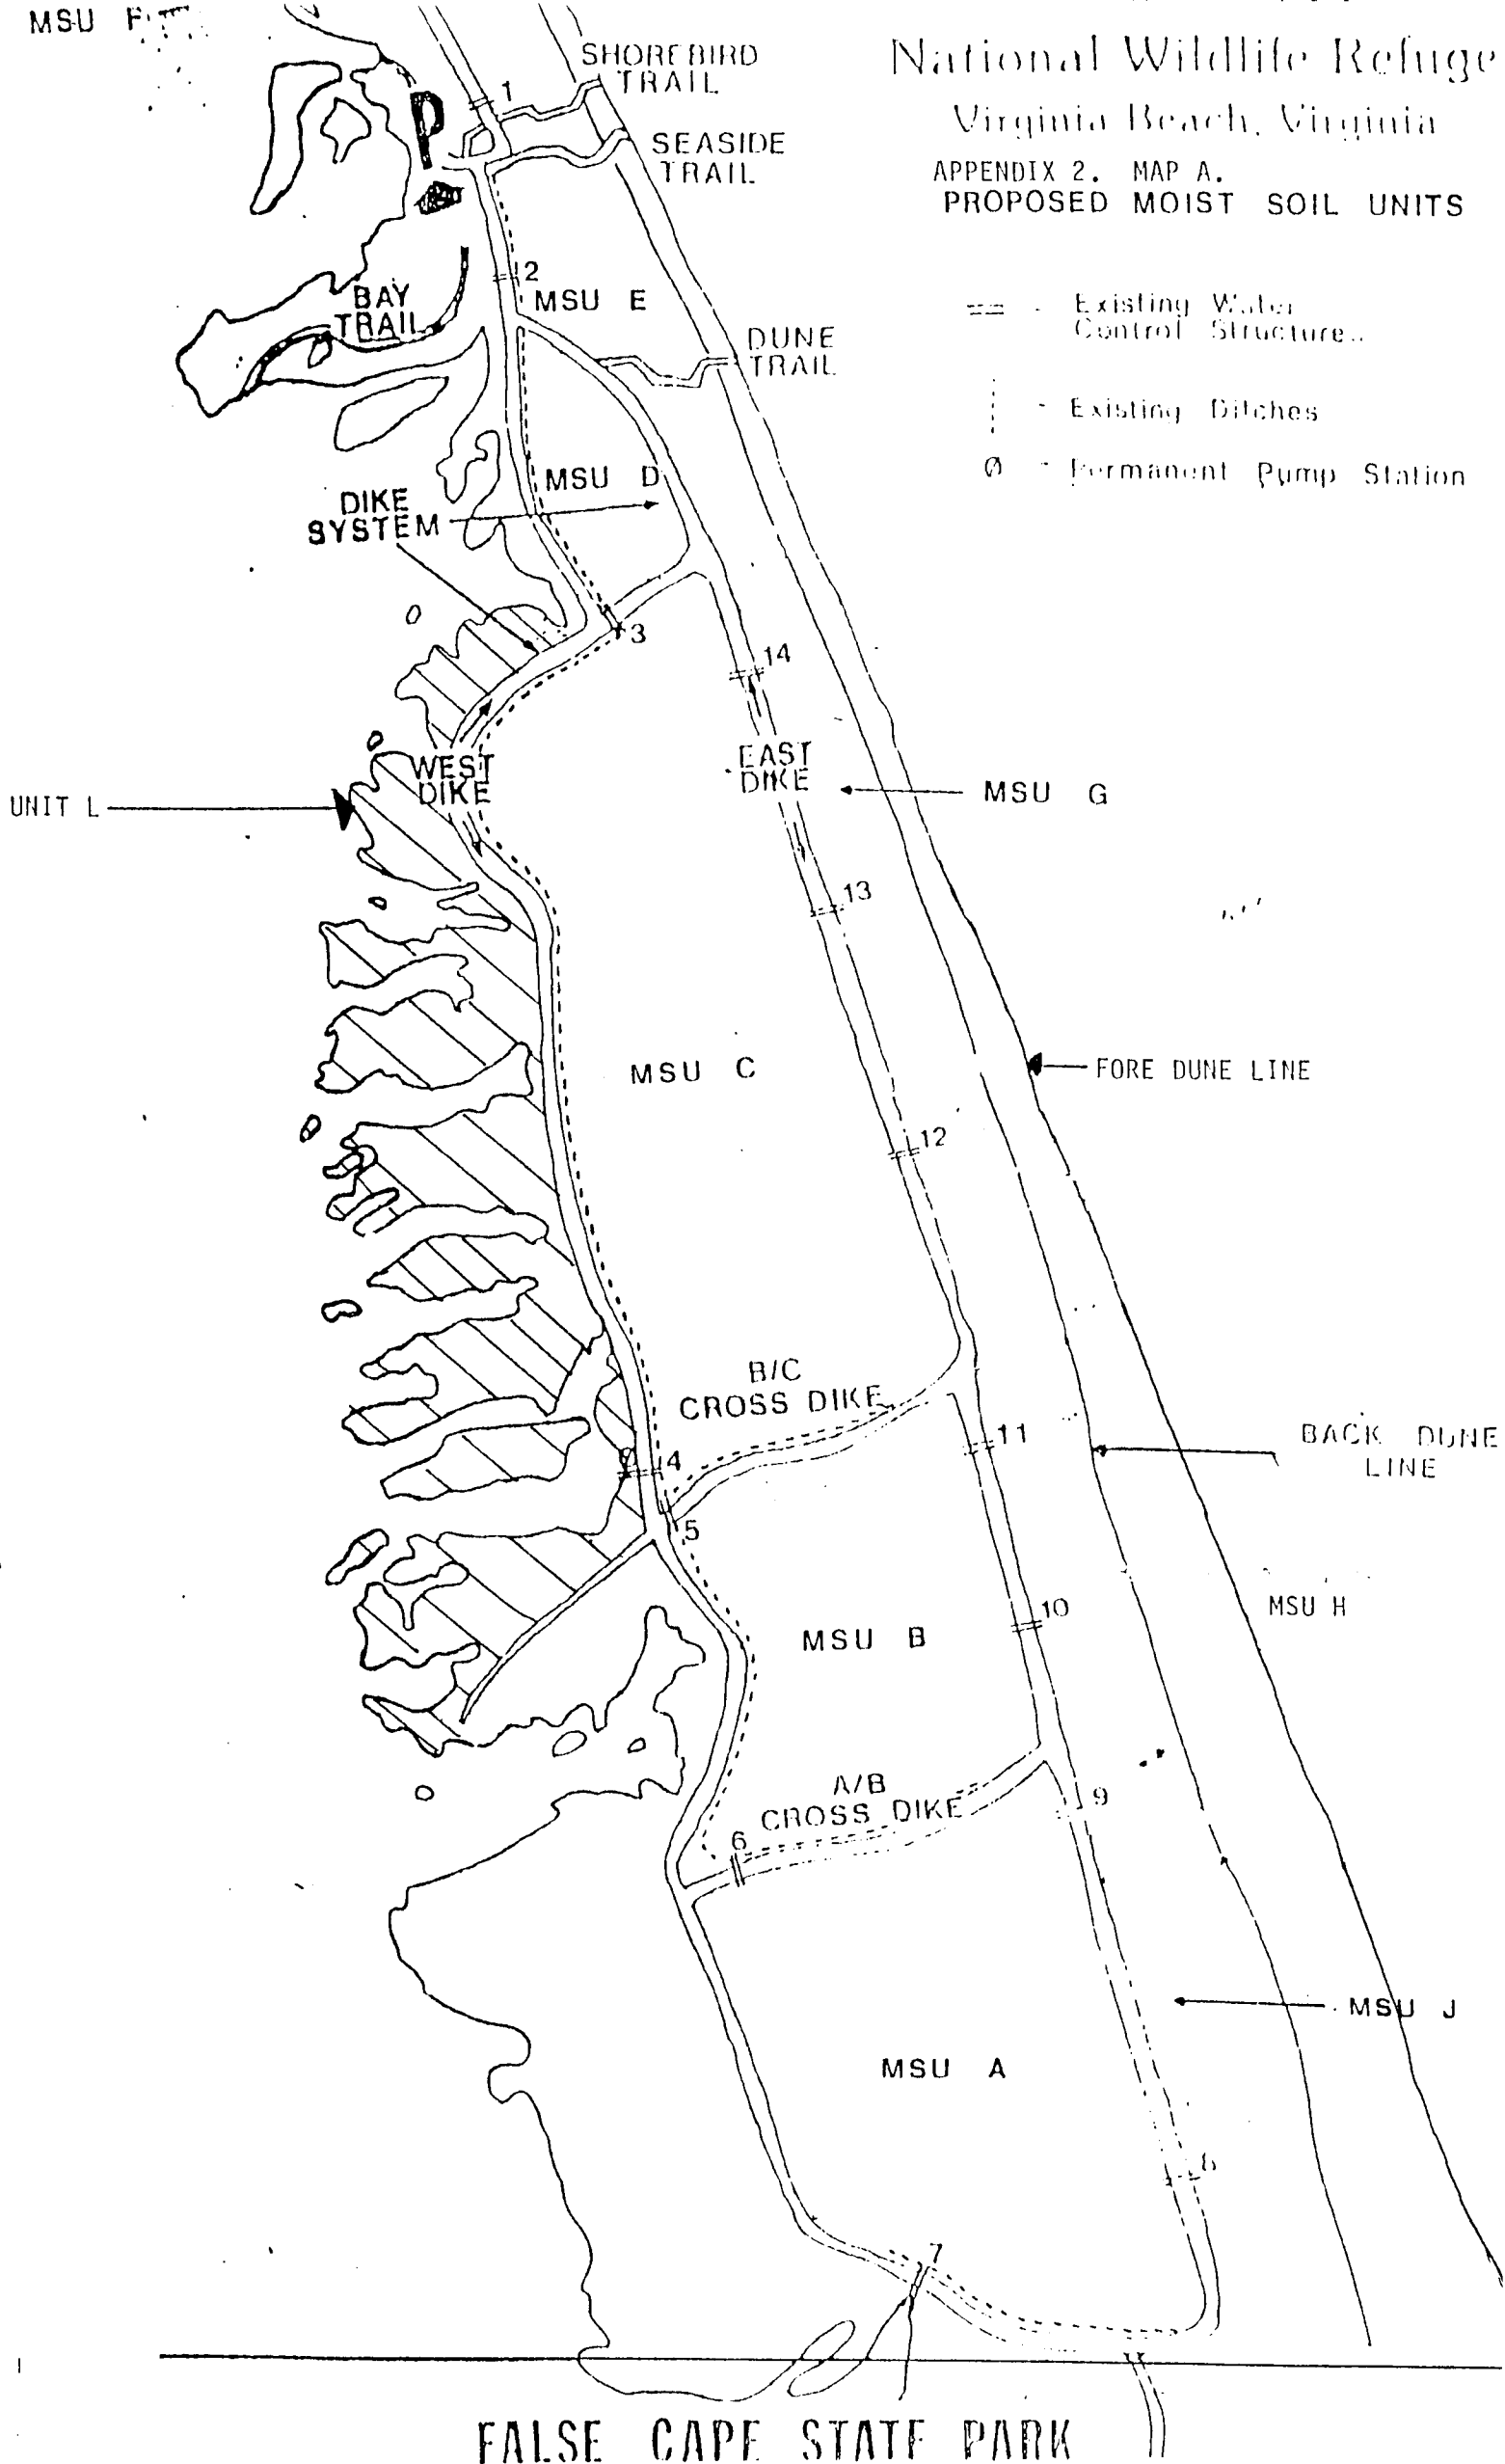 MSU F
National Wildlife Refuge
Virginia Beach, Virginia
APPENDIX 2. MAP A.
PROPOSED MOIST SOIL UNITS
== - Existing Water
Control Structure
- Existing Ditches
Ø - Permanent Pump Station
SHOREBIRD
TRAIL
1
SEASIDE
TRAIL
2
MSU E
BAY
TRAIL
DUNE
TRAIL
MSU D
DIKE
SYSTEM
3
14
WEST
DIKE
EAST
DIKE
MSU G
UNIT L
13
MSU C
FORE DUNE LINE
12
B/C
CROSS DIKE
11
BACK DUNE
LINE
4
5
10
MSU H
MSU B
A/B
CROSS DIKE
9
6
MSU J
MSU A
8
7
FALSE CAPE STATE PARK